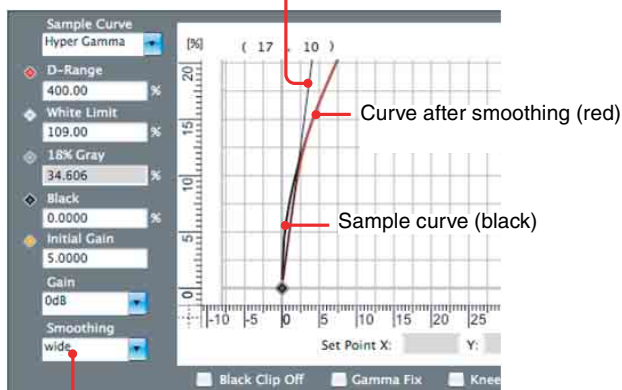 Sample Curve
Hyper Gamma
D-Range
400.00 %
White Limit
109.00 %
18% Gray
34.606 %
Black
0.0000 %
Initial Gain
5.0000
Gain
0dB
Smoothing
wide
[%] ( 17 , 10 )
20
15
10
5
0
-10 -5 0 5 10 15 20 25
Curve after smoothing (red)
Sample curve (black)
Set Point X: Y:
Black Clip Off Gamma Fix Knee